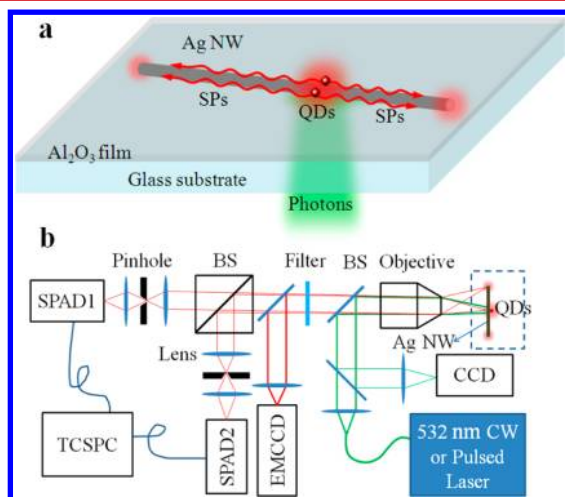 a
Ag NW
SPs
QDs
SPs
Al₂O₃ film
Glass substrate
Photons
b
Pinhole
BS
Filter
BS
Objective
SPAD1
QDs
Lens
Ag NW
CCD
TCSPC
SPAD2
EMCCD
532 nm CW
or Pulsed
Laser